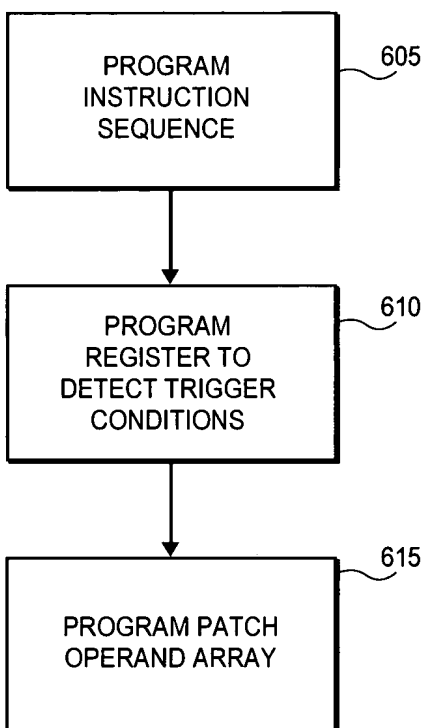 PROGRAM
INSTRUCTION
SEQUENCE
605
PROGRAM
REGISTER TO
DETECT TRIGGER
CONDITIONS
610
PROGRAM PATCH
OPERAND ARRAY
615